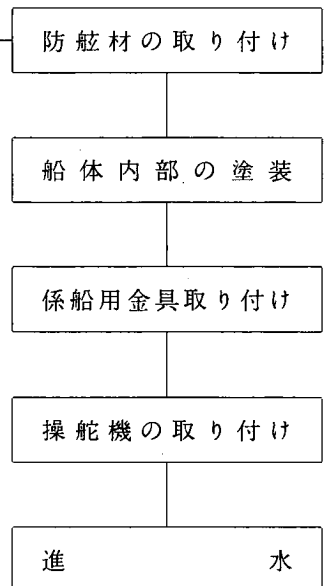 防舷材の取り付け
船体内部の塗装
係船用金具取り付け
操舵機の取り付け
進水